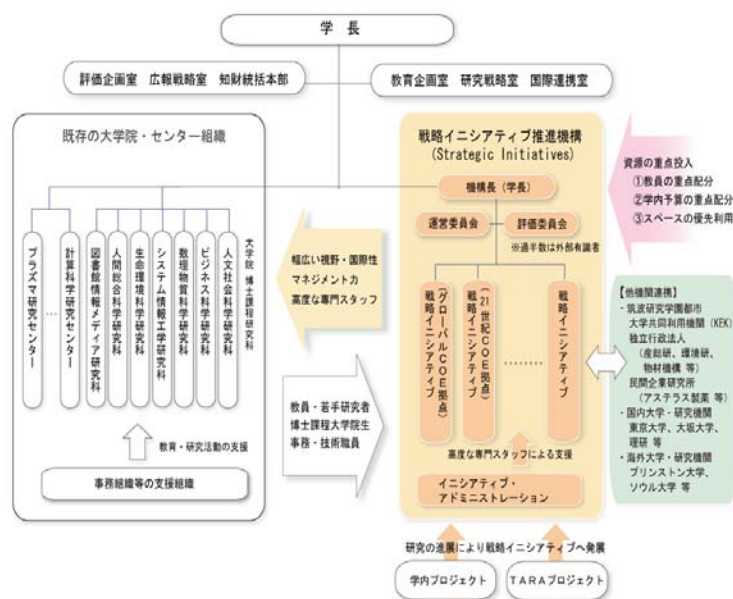 学 長
評価企画室 広報戦略室 知財統括本部
教育企画室 研究戦略室 国際連携室
既存の大学院・センター組織
プラズマ研究センター
…
計算科学研究センター
図書館情報メディア研究科
人間総合科学研究科
生命環境科学研究科
システム情報工学研究科
数理物質科学研究科
ビジネス科学研究科
人文社会科学研究科
大学院 博士課程研究科
教育・研究活動の支援
事務組織等の支援組織
幅広い視野・国際性
マネジメント力
高度な専門スタッフ
教員・若手研究者
博士課程大学院生
事務・技術職員
戦略イニシアティブ推進機構
(Strategic Initiatives)
機構長（学長）
運営委員会
評価委員会
※過半数は外部有識者
戦略イニシアティブ
（グローバルCOE拠点）
戦略イニシアティブ
（21世紀COE拠点）
………
戦略イニシアティブ
高度な専門スタッフによる支援
イニシアティブ・
アドミニストレーション
研究の進展により戦略イニシアティブへ発展
学内プロジェクト
TARAプロジェクト
資源の重点投入
①教員の重点配分
②学内予算の重点配分
③スペースの優先利用
【他機関連携】
・筑波研究学園都市
大学共同利用機関（KEK）
独立行政法人
（産総研、環境研、
物材機構 等）
民間企業研究所
（アステラス製薬 等）
・国内大学・研究機関
東京大学、大坂大学、
理研 等
・海外大学・研究機関
プリンストン大学、
ソウル大学 等